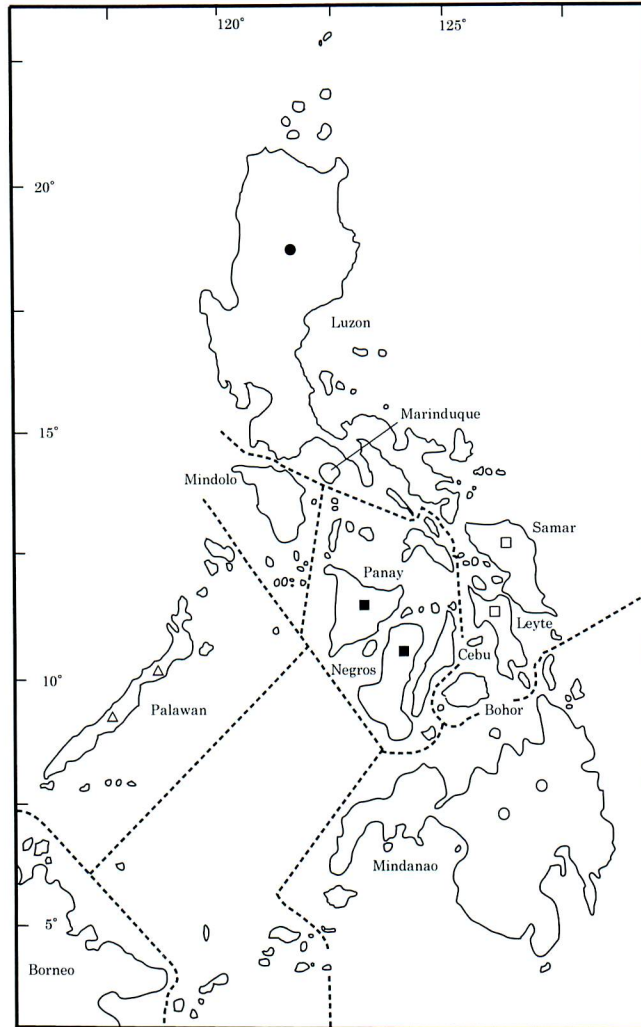 120°
125°
20°
Luzon
15°
Marinduque
Mindolo
Samar
Panay
Leyte
Negros
Cebu
10°
Palawan
Bohor
Mindanao
5°
Borneo